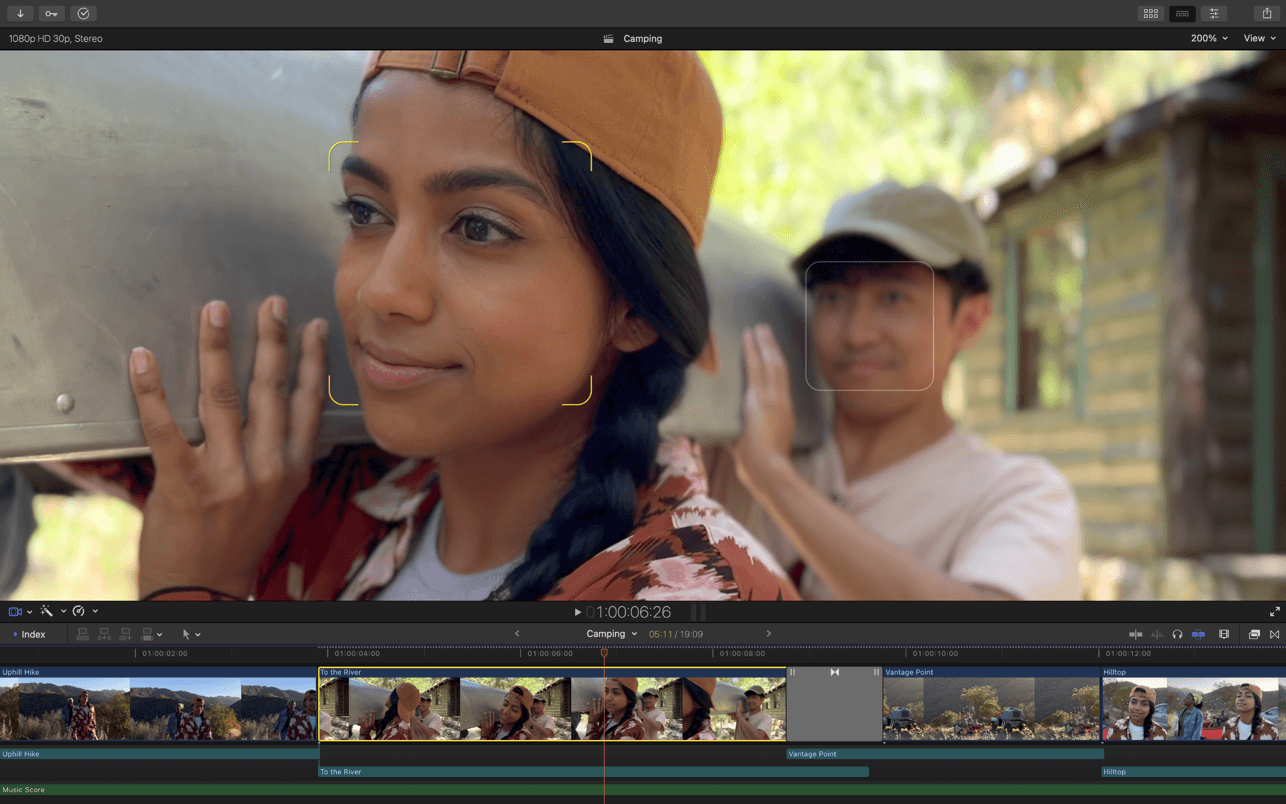 1080p HD 30p, Stereo
Camping
200%
View
01:00:06:26
Index
Camping
05:11 / 19:09
01:00:02:00
01:00:04:00
01:00:06:00
01:00:08:00
01:00:10:00
01:00:12:00
Uphill Hike
To the River
Vantage Point
Hilltop
Uphill Hike
Vantage Point
To the River
Hilltop
Music Score